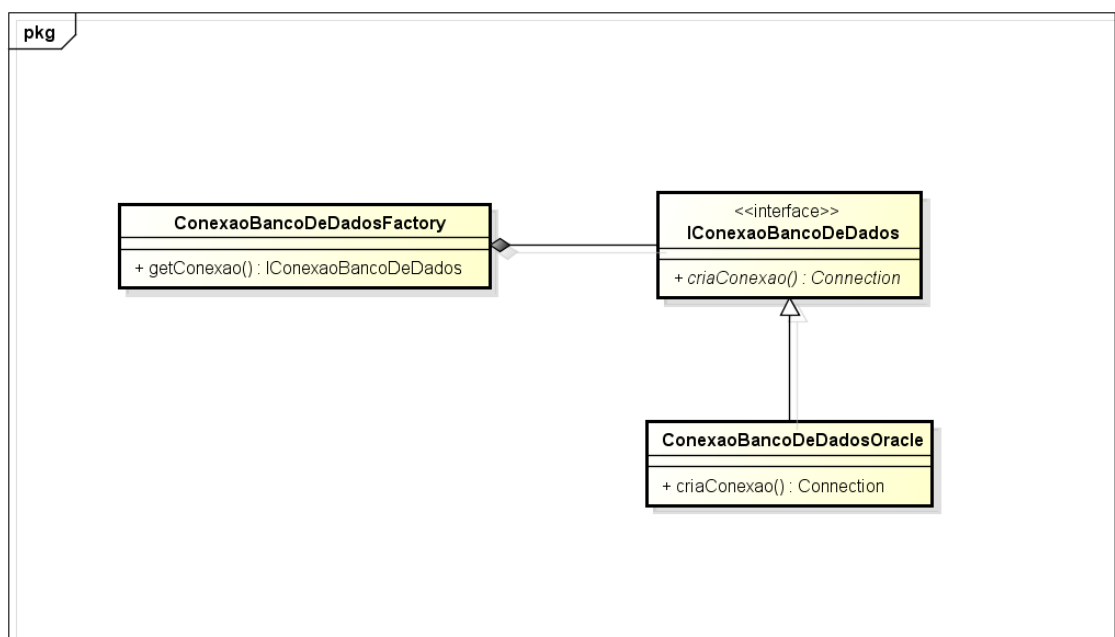 pkg
ConexaoBancoDeDadosFactory
+ getConexao() : IConexaoBancoDeDados
<<interface>>
IConexaoBancoDeDados
+ criaConexao() : Connection
ConexaoBancoDeDadosOracle
+ criaConexao() : Connection